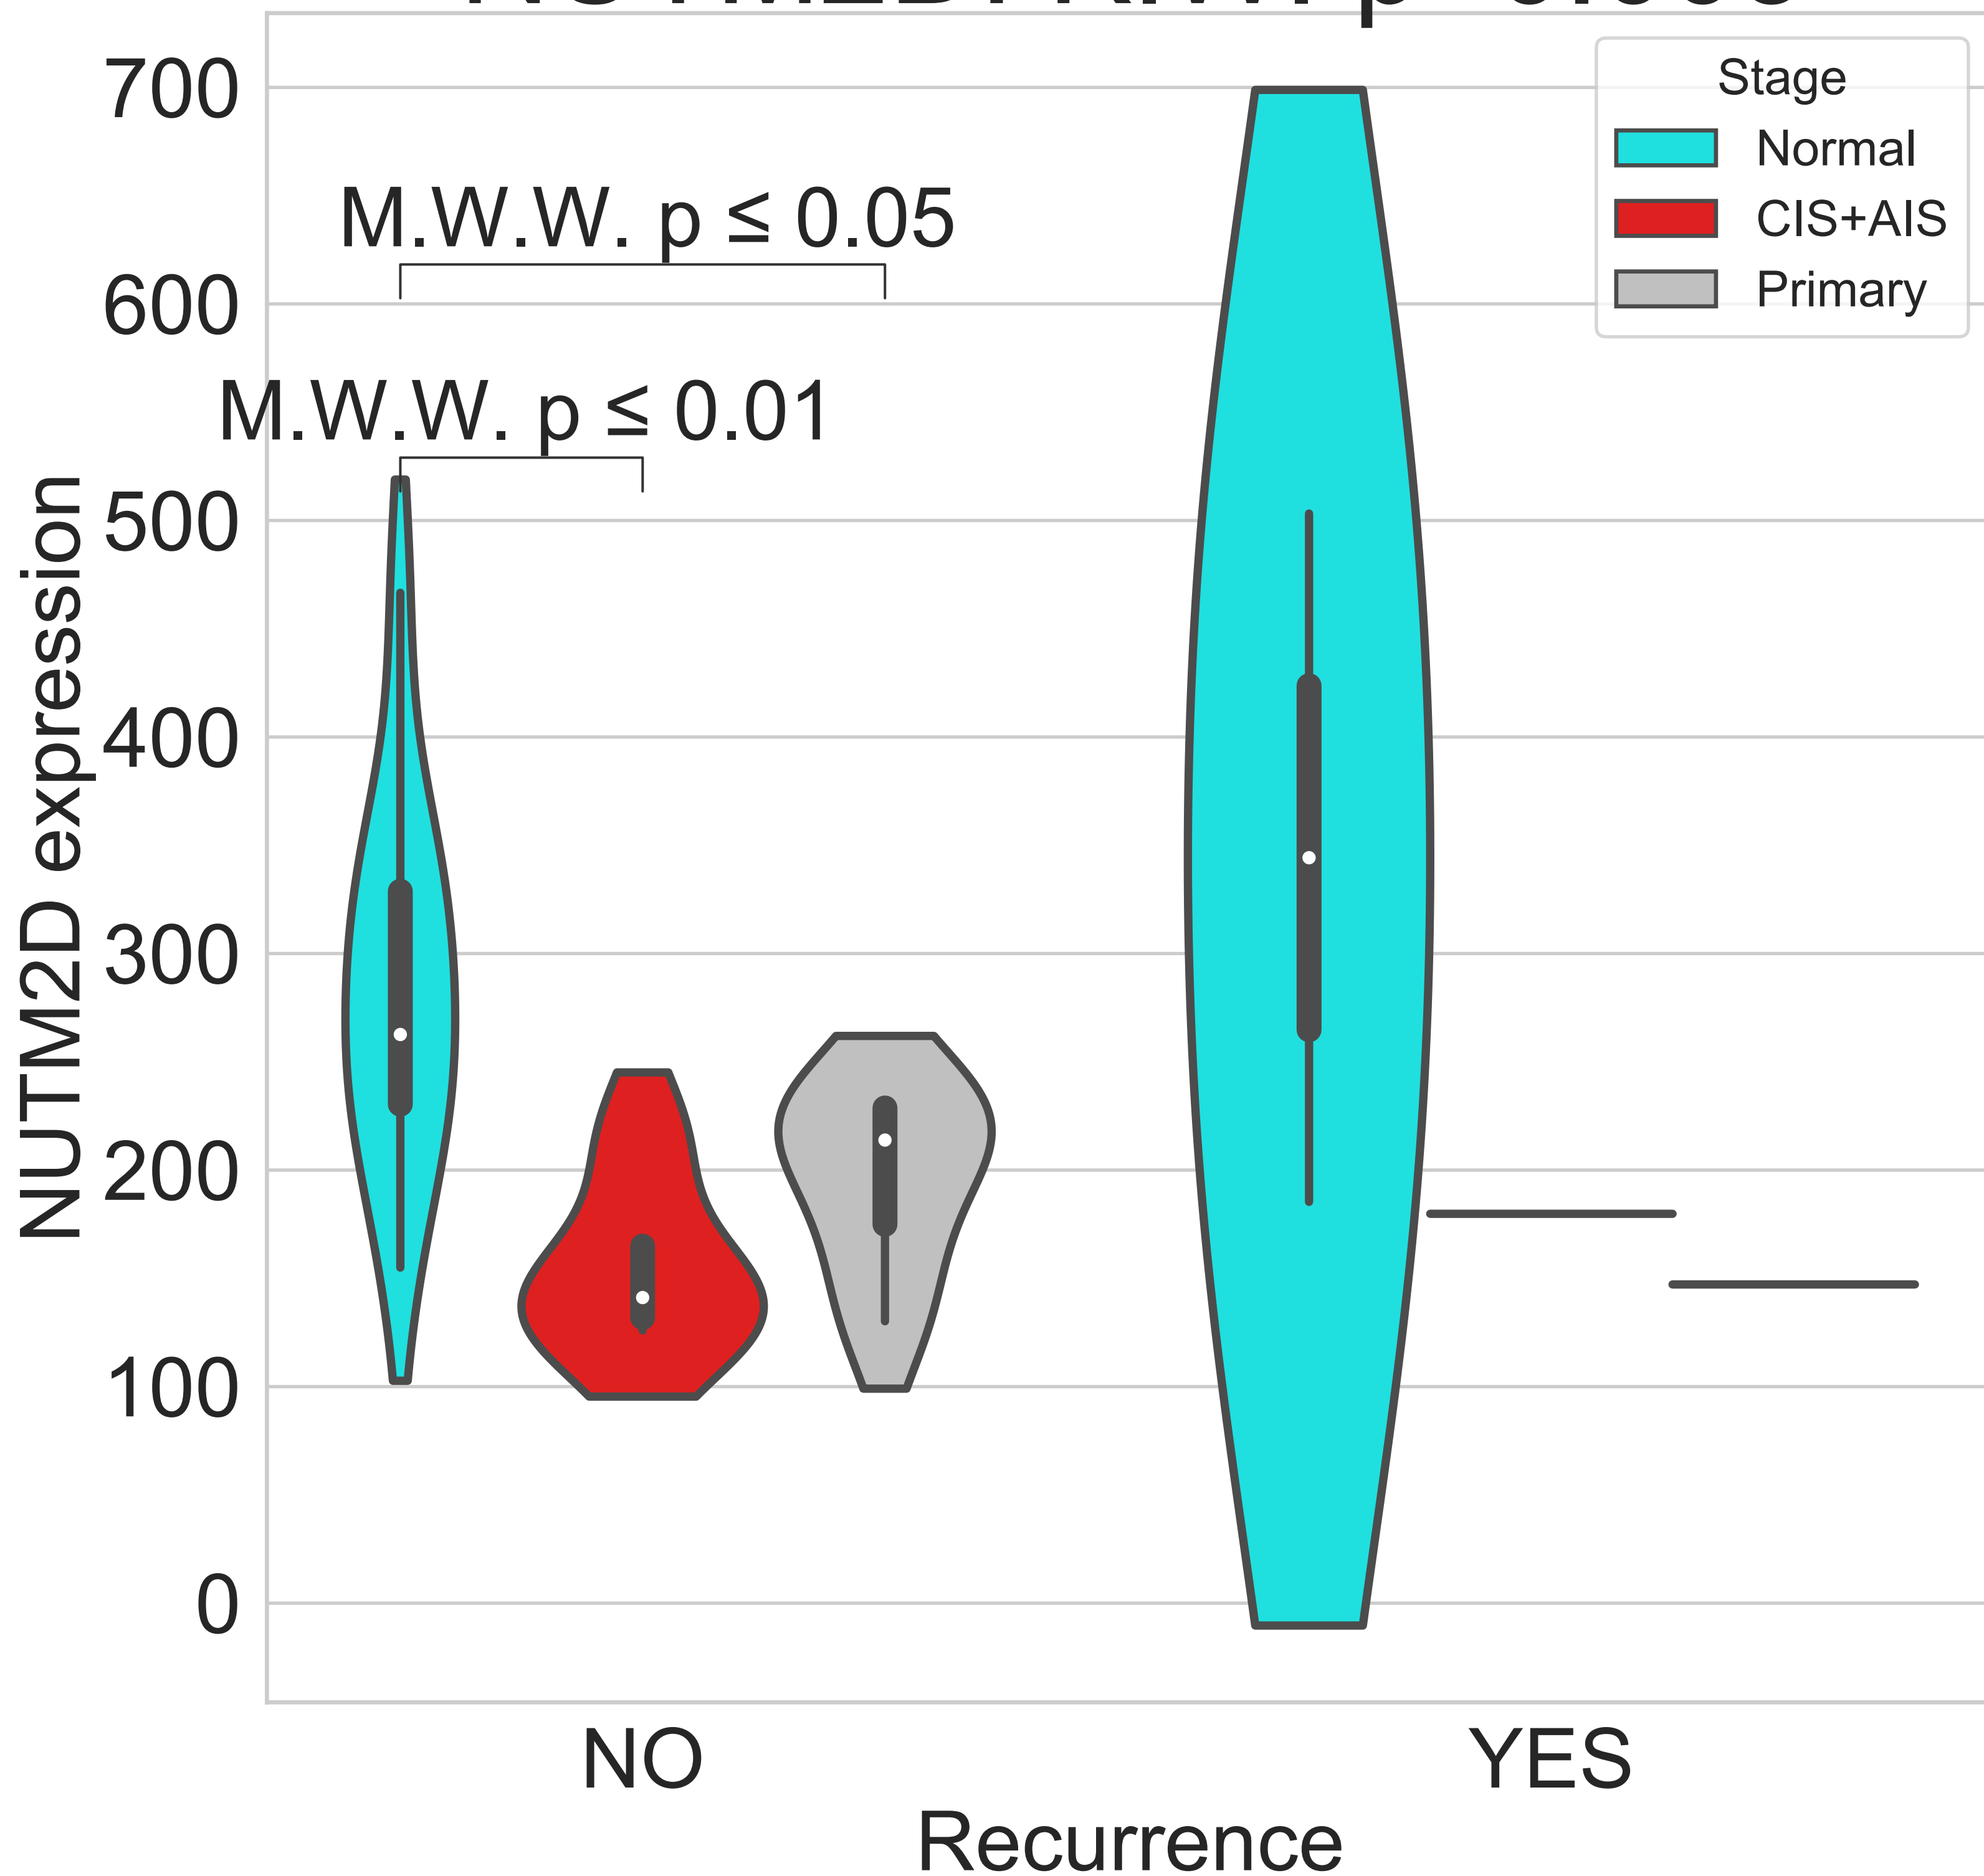 Stage
Normal
CIS+AIS
Primary
M.W.W. p ≤ 0.05
M.W.W. p ≤ 0.01
NUTM2D expression
700
600
500
400
300
200
100
0
NO
YES
Recurrence